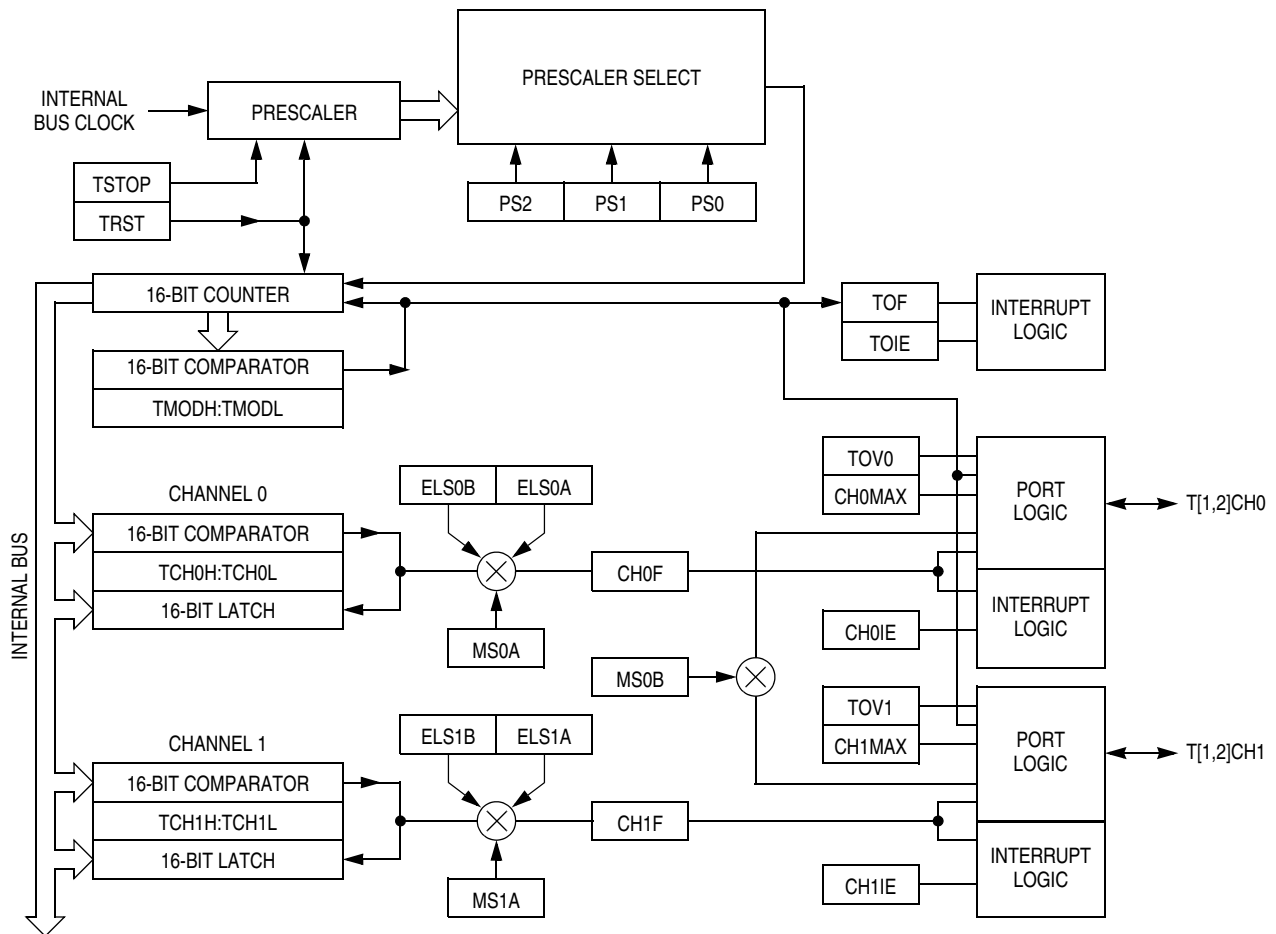 PRESCALER SELECT
INTERNAL
BUS CLOCK
PRESCALER
TSTOP
TRST
PS2
PS1
PS0
16-BIT COUNTER
TOF
TOIE
INTERRUPT
LOGIC
16-BIT COMPARATOR
TMODH:TMODL
INTERNAL BUS
CHANNEL 0
16-BIT COMPARATOR
TCH0H:TCH0L
16-BIT LATCH
ELS0B
ELS0A
MS0A
CH0F
TOV0
CH0MAX
PORT
LOGIC
T[1,2]CH0
CH0IE
INTERRUPT
LOGIC
MS0B
CHANNEL 1
16-BIT COMPARATOR
TCH1H:TCH1L
16-BIT LATCH
ELS1B
ELS1A
MS1A
CH1F
TOV1
CH1MAX
PORT
LOGIC
T[1,2]CH1
CH1IE
INTERRUPT
LOGIC